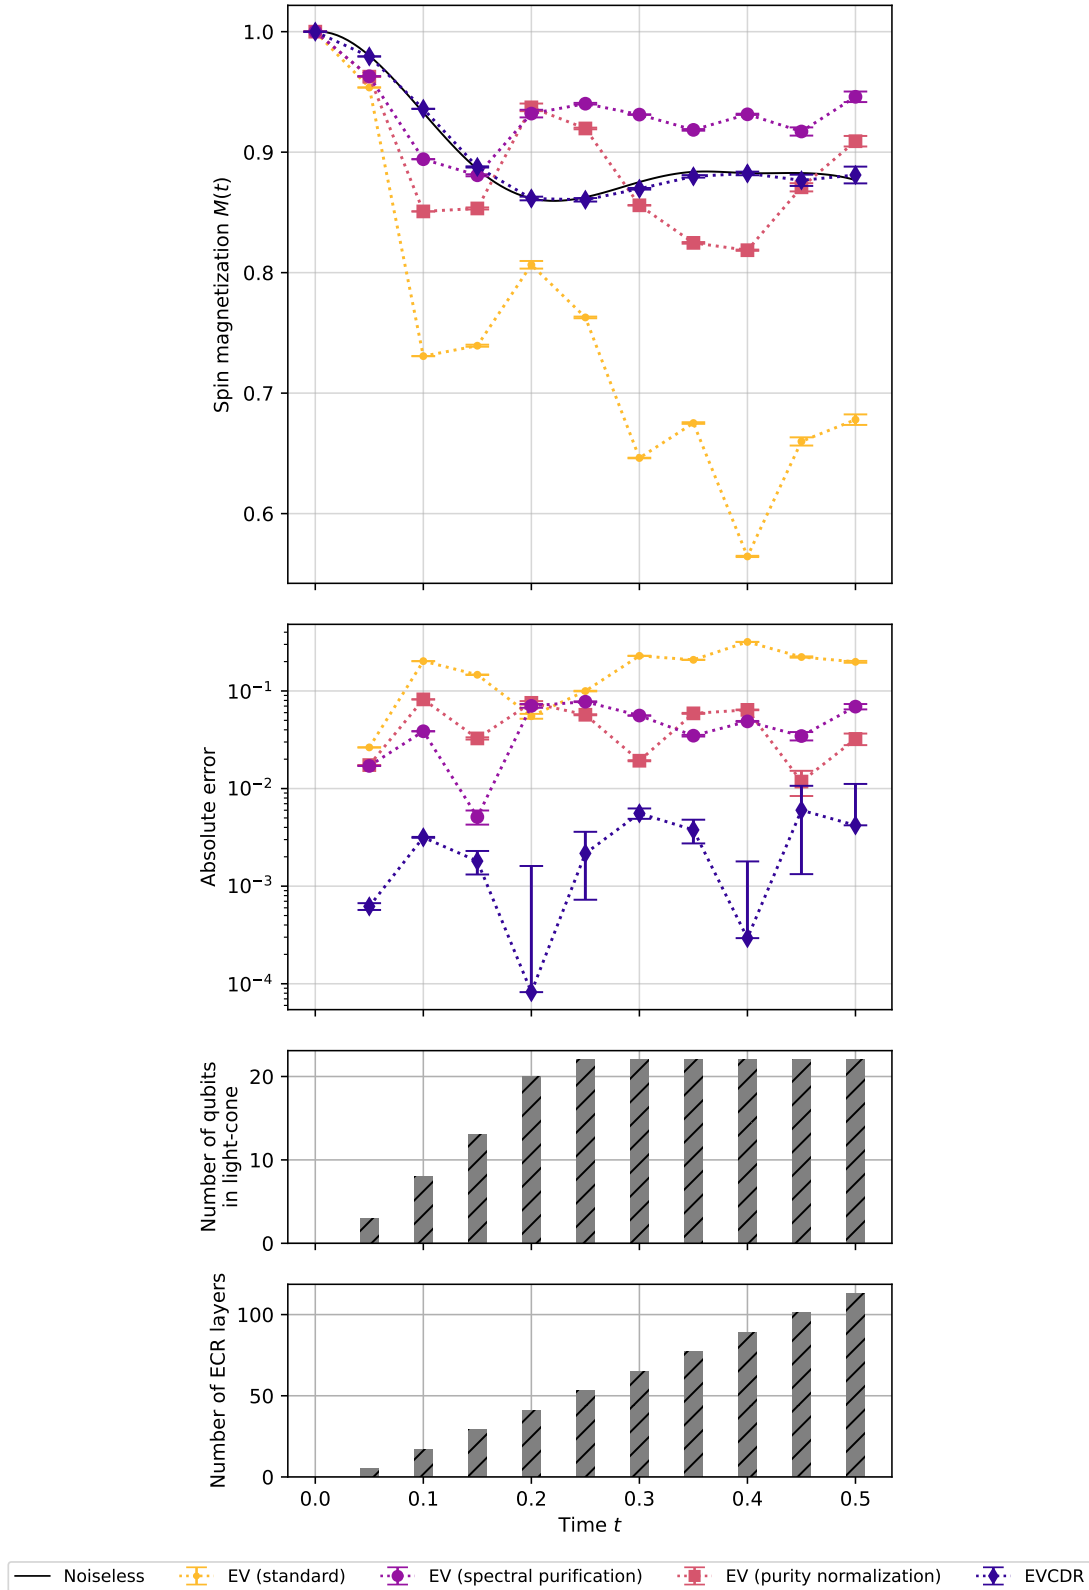 Spin magnetization M(t)
1.0
0.9
0.8
0.7
0.6
Absolute error
10⁻¹
10⁻²
10⁻³
10⁻⁴
Number of qubits
in light-cone
20
10
0
Number of ECR layers
100
50
0
0.0 0.1 0.2 0.3 0.4 0.5
Time t
Noiseless EV (standard) EV (spectral purification) EV (purity normalization) EVCDR